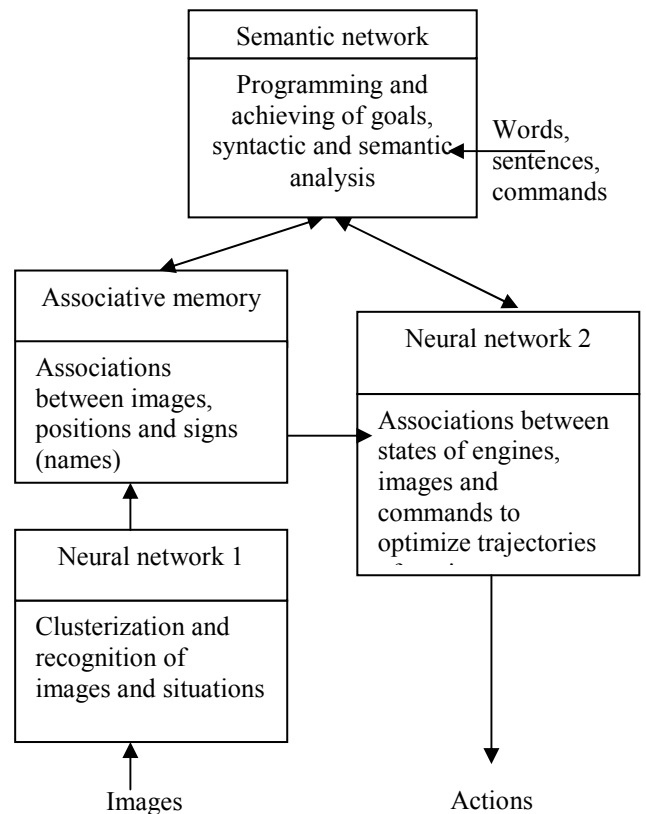 Semantic network
Programming and
achieving of goals,
syntactic and semantic
analysis
Words,
sentences,
commands
Associative memory
Associations
between images,
positions and signs
(names)
Neural network 2
Associations between
states of engines,
images and
commands to
optimize trajectories
Neural network 1
Clusterization and
recognition of
images and situations
Images
Actions